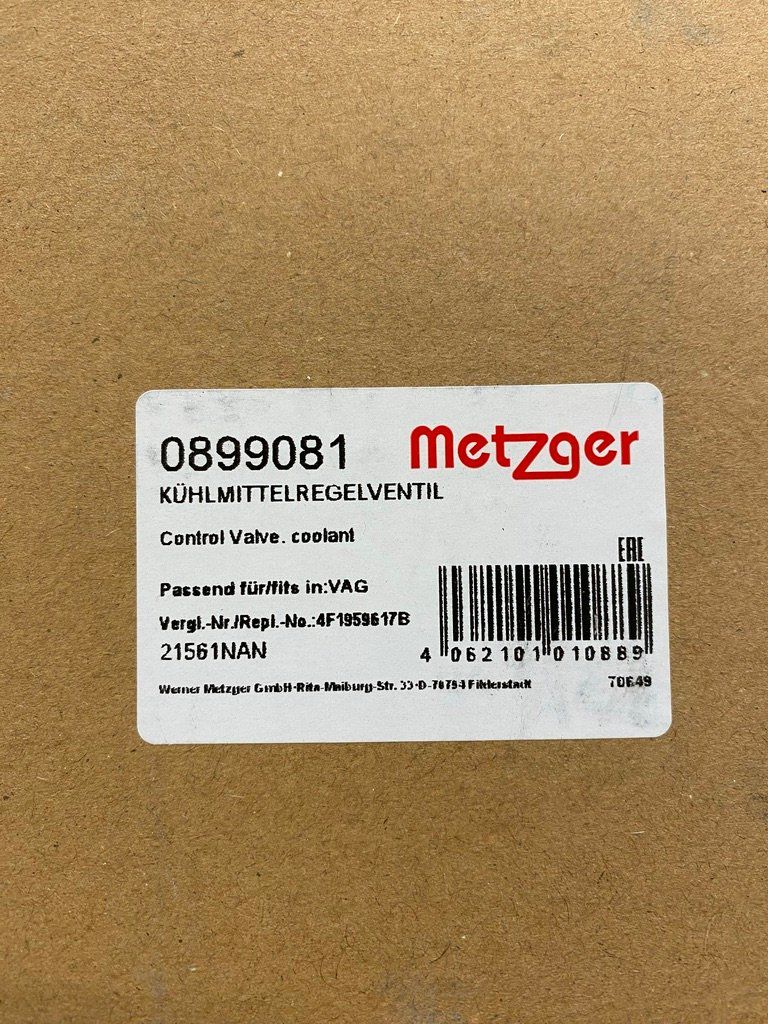 0899081 Metzger
KÜHLMITTELREGELVENTIL
Control Valve. coolant
EAC
Passend für/fits in:VAG
Vergl.-Nr./Repl.-No.:4F1959617B
21561NAN
4 062101 010889
Werner Metzger GmbH·Rita-Maiburg-Str. 33·D-70794 Filderstadt 70649